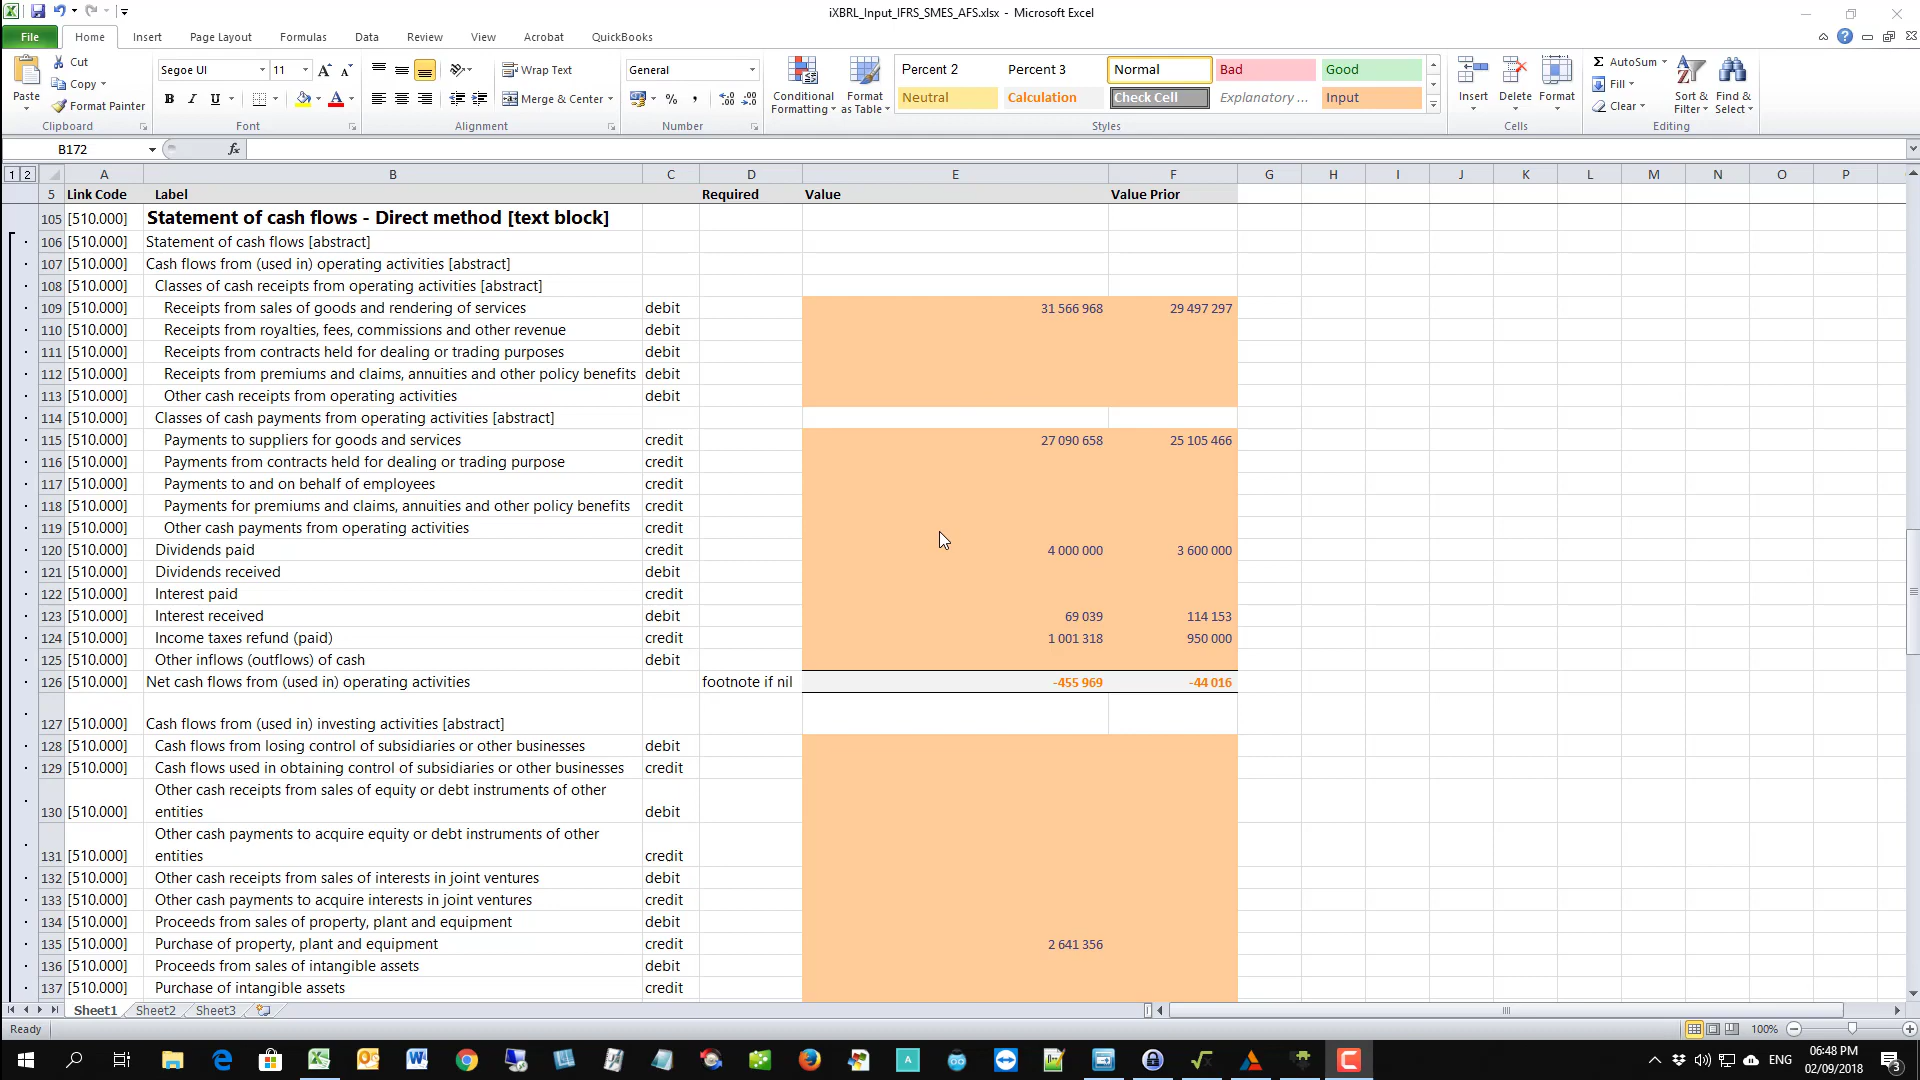 iXBRL_Input_IFRS_SMES_AFS.xlsx - Microsoft Excel
File Home Insert Page Layout Formulas Data Review View Acrobat QuickBooks
Paste Cut Copy Format Painter Clipboard
Segoe UI 11 B I U Font
Wrap Text Merge & Center Alignment
General % , Number
Conditional Formatting Format as Table
Percent 2 Percent 3 Normal Bad Good
Neutral Calculation Check Cell Explanatory ... Input
Styles
Insert Delete Format Cells
AutoSum Fill Clear Sort & Filter Find & Select Editing
B172 fx
1 2 A B C D E F G H I J K L M N O P
5 Link Code Label Required Value Value Prior
105 [510.000] Statement of cash flows - Direct method [text block]
106 [510.000] Statement of cash flows [abstract]
107 [510.000] Cash flows from (used in) operating activities [abstract]
108 [510.000] Classes of cash receipts from operating activities [abstract]
109 [510.000] Receipts from sales of goods and rendering of services debit 31 566 968 29 497 297
110 [510.000] Receipts from royalties, fees, commissions and other revenue debit
111 [510.000] Receipts from contracts held for dealing or trading purposes debit
112 [510.000] Receipts from premiums and claims, annuities and other policy benefits debit
113 [510.000] Other cash receipts from operating activities debit
114 [510.000] Classes of cash payments from operating activities [abstract]
115 [510.000] Payments to suppliers for goods and services credit 27 090 658 25 105 466
116 [510.000] Payments from contracts held for dealing or trading purpose credit
117 [510.000] Payments to and on behalf of employees credit
118 [510.000] Payments for premiums and claims, annuities and other policy benefits credit
119 [510.000] Other cash payments from operating activities credit
120 [510.000] Dividends paid credit 4 000 000 3 600 000
121 [510.000] Dividends received debit
122 [510.000] Interest paid credit
123 [510.000] Interest received debit 69 039 114 153
124 [510.000] Income taxes refund (paid) credit 1 001 318 950 000
125 [510.000] Other inflows (outflows) of cash debit
126 [510.000] Net cash flows from (used in) operating activities footnote if nil -455 969 -44 016
127 [510.000] Cash flows from (used in) investing activities [abstract]
128 [510.000] Cash flows from losing control of subsidiaries or other businesses debit
129 [510.000] Cash flows used in obtaining control of subsidiaries or other businesses credit
Other cash receipts from sales of equity or debt instruments of other
130 [510.000] entities debit
Other cash payments to acquire equity or debt instruments of other
131 [510.000] entities credit
132 [510.000] Other cash receipts from sales of interests in joint ventures debit
133 [510.000] Other cash payments to acquire interests in joint ventures credit
134 [510.000] Proceeds from sales of property, plant and equipment debit
135 [510.000] Purchase of property, plant and equipment credit 2 641 356
136 [510.000] Proceeds from sales of intangible assets debit
137 [510.000] Purchase of intangible assets credit
Sheet1 Sheet2 Sheet3
Ready 100%
ENG 06:48 PM
02/09/2018 3